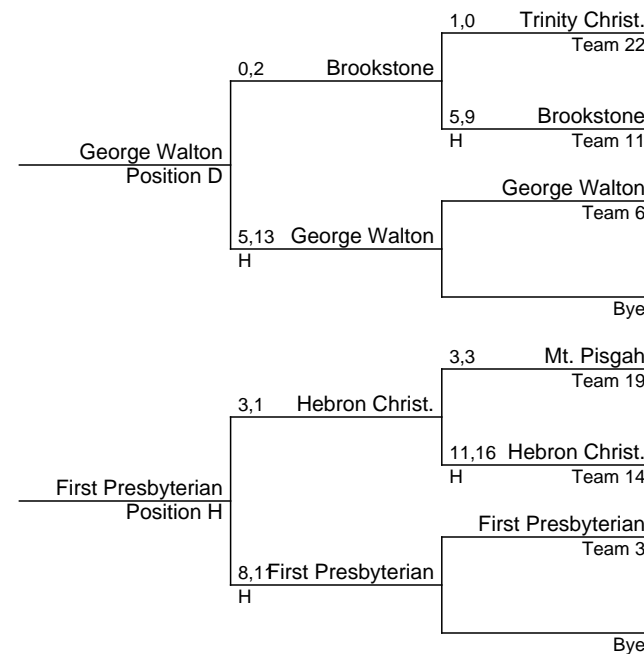 1,0 Trinity Christ.
Team 22
0,2 Brookstone
5,9 Brookstone
H Team 11
George Walton
Position D
George Walton
Team 6
5,13 George Walton
H
Bye
3,3 Mt. Pisgah
Team 19
3,1 Hebron Christ.
11,16 Hebron Christ.
H Team 14
First Presbyterian
Position H
First Presbyterian
Team 3
8,11 First Presbyterian
H
Bye